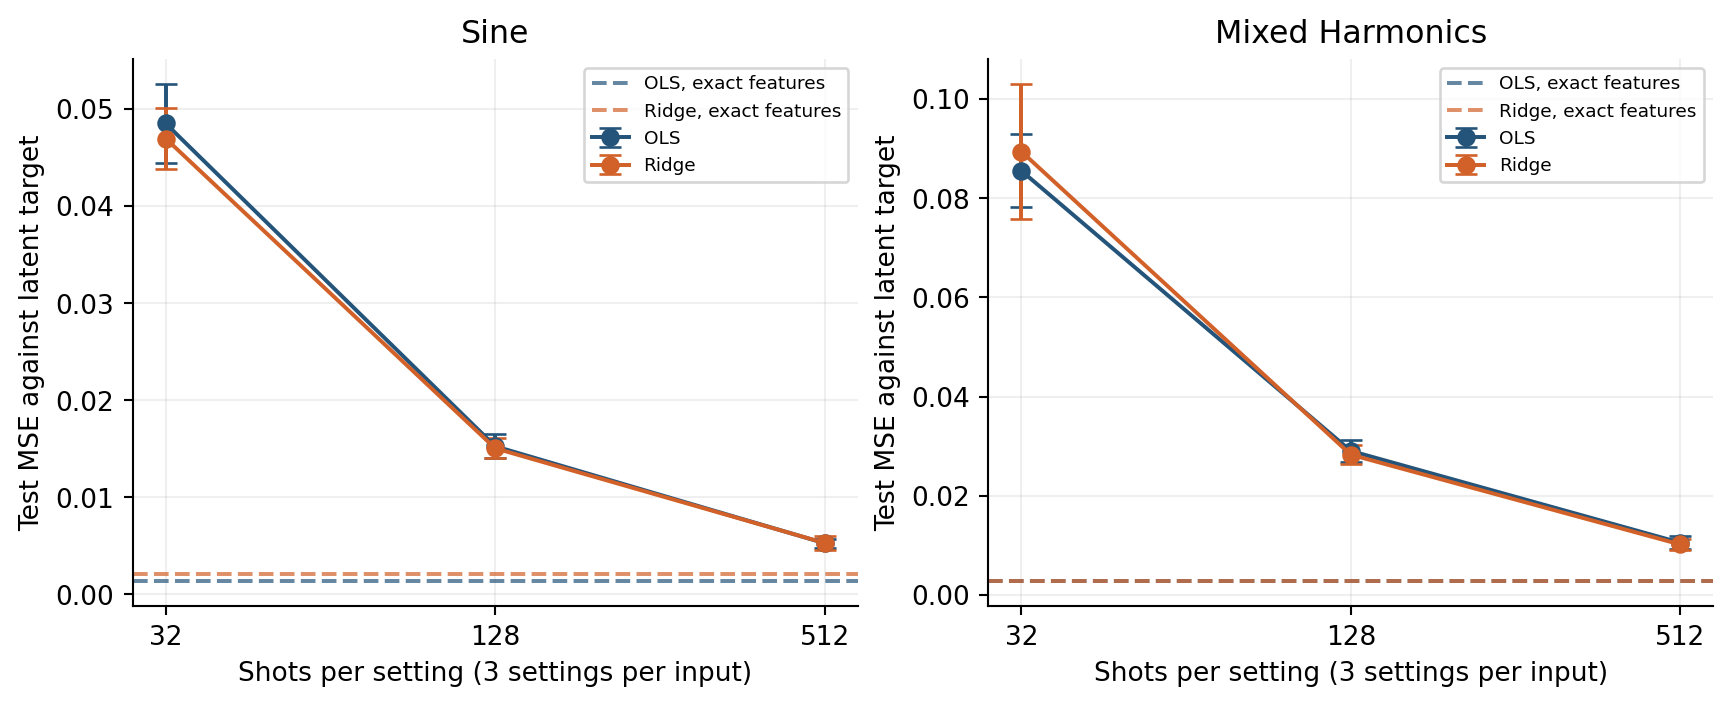 Sine
Test MSE against latent target
0.05
0.04
0.03
0.02
0.01
0.00
OLS, exact features
Ridge, exact features
OLS
Ridge
32
128
512
Shots per setting (3 settings per input)
Mixed Harmonics
Test MSE against latent target
0.10
0.08
0.06
0.04
0.02
0.00
OLS, exact features
Ridge, exact features
OLS
Ridge
32
128
512
Shots per setting (3 settings per input)